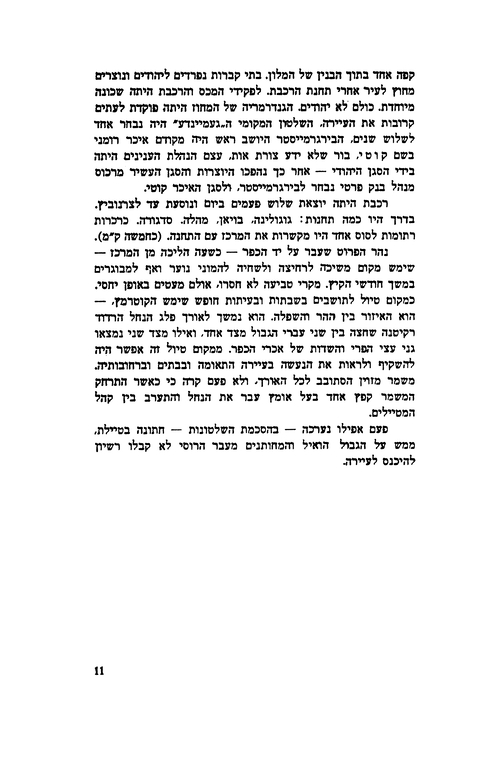 קפה אחד בתוך הבנין של המלון. בתי קברות נפרדים ליהודים ונוצרים
מחוץ לעיר אחרי תחנת הרכבת. לפקידי המכס והרכבת היתה שכונה
מיוחדת. כולם לא יהודים. הגנדרמריה של המחוז היתה פוקדת לעתים
קרובות את העיירה. השלטון המקומי ה„געמיינדע״ היה נבחר אחד
לשלוש שנים. הבירגרמייסטר היושב ראש היה מקודם איכר רומני
בשם קוטי, בור שלא ידע צורת אות. עצם הנהלת הענינים היתה
בידי הסגן היהודי — אחר כך נהפכו היוצרות והסגן העשיר מרכוס
מנהל בנק פרטי נבחר לבירגרמייסטר, ולסגן האיכר קוטי.
רכבת היתה יוצאת שלוש פעמים ביום ונוסעת עד לצרנוביץ.
בדרך היו כמה תחנות: גוגולינה, בויאן, מהלה, סדגורה. כרכרות
רתומות לסוס אחד היו מקשרות את המרכז עם התחנה. (כחמשה ק״מ).
נהר הפרוט שעבר על יד הכפר — כשעה הליכה מן המרכז —
שימש מקום משיכה לרחיצה ולשחיה להמוני נוער ואף למבוגרים
במשך חודשי הקיץ. מקרי טביעה לא חסרו, אולם מעטים באופן יחסי.
כמקום טיול לתושבים בשבתות ובעיתות חופש שימש הקוטרמץ, —
הוא האיזור בין ההר והשפלה. הוא נמשך לאורך פלג הנחל הרדוד
רקיטנה שחצה בין שני עברי הגבול מצד אחד, ואילו מצד שני נמצאו
גני עצי הפרי והשדות של אכרי הכפר. ממקום טיול זה אפשר היה
להשקיף ולראות את הנעשה בעיירה התאומה ובבתים וברחובותיה.
משמר מזוין הסתובב לכל האורך, ולא פעם קרה כי כאשר התרחק
המשמר קפץ אחד בעל אומץ עבר את הנחל והתערב בין קהל
המטיילים.
פעם אפילו נערכה — בהסכמת השלטונות — חתונה בטיילת,
ממש על הגבול הואיל והמחותנים מעבר הרוסי לא קבלו רשיון
להיכנס לעיירה.
11